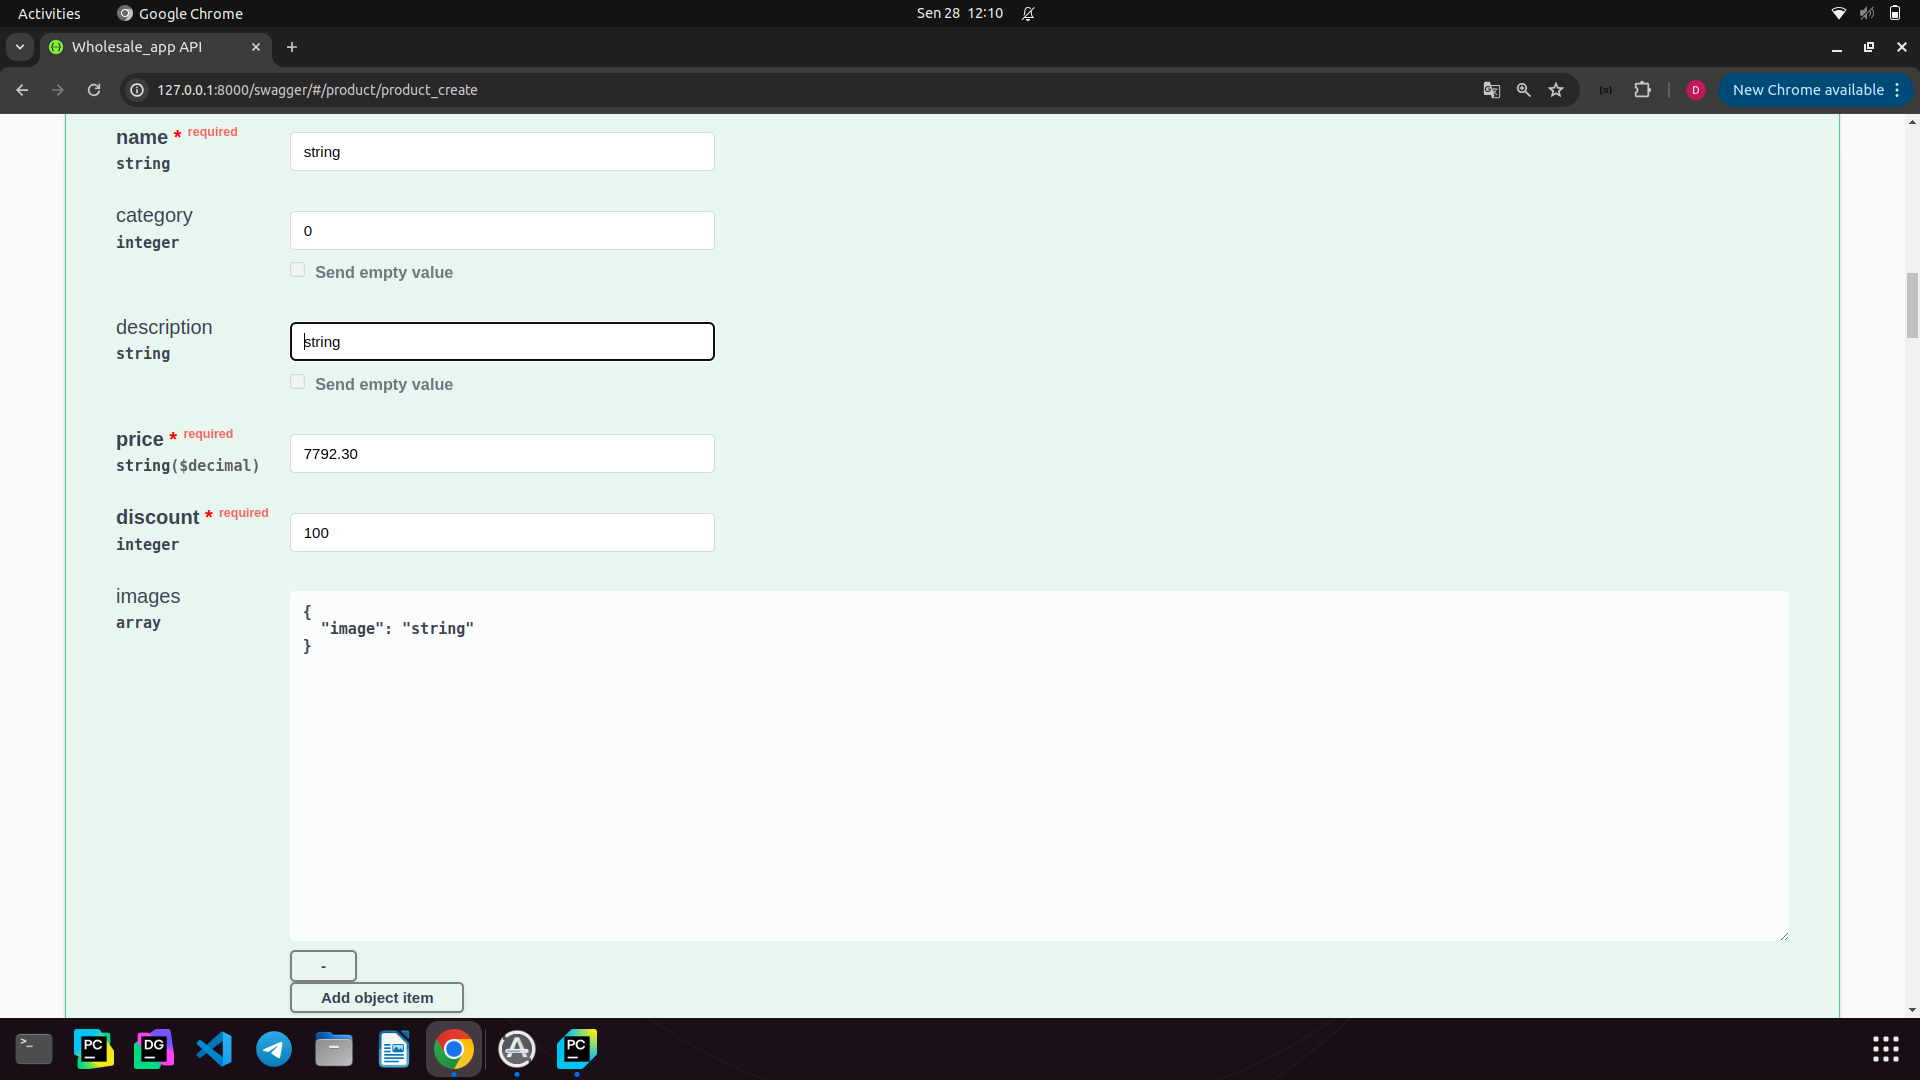 Activities
Google Chrome
Sen 28 12:10
Wholesale_app API
127.0.0.1:8000/swagger/#/product/product_create
D
New Chrome available
name * required
string
string
category
integer
0
Send empty value
description
string
string
Send empty value
price * required
string($decimal)
7792.30
discount * required
integer
100
images
array
{
"image": "string"
}
-
Add object item
>_
PC
DG
PC